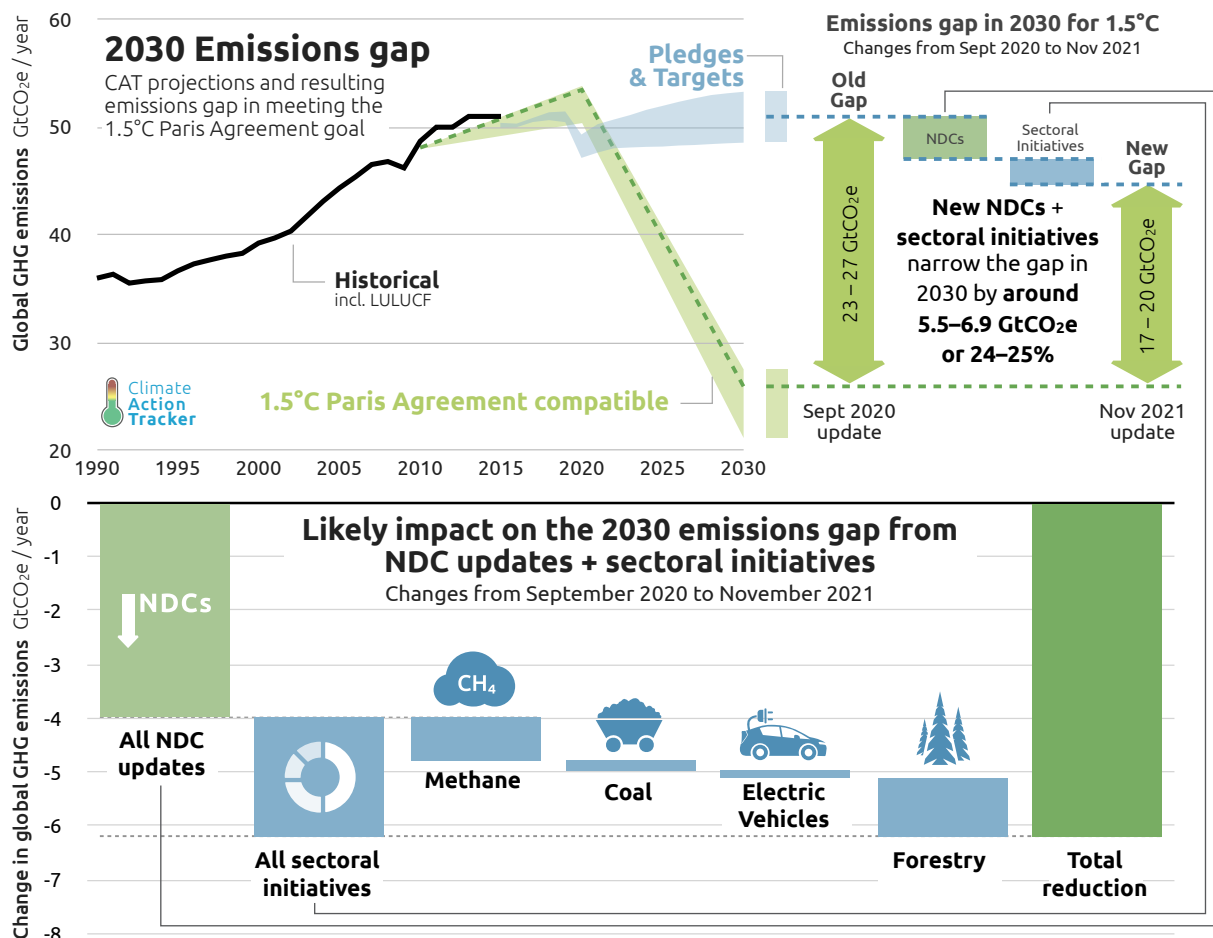 2030 Emissions gap
CAT projections and resulting
emissions gap in meeting the
1.5°C Paris Agreement goal
Global GHG emissions GtCO₂e / year
60
50
40
30
20
1990
1995
2000
2005
2010
2015
2020
2025
2030
Historical
incl. LULUCF
Pledges
& Targets
1.5°C Paris Agreement compatible
Climate
Action
Tracker
Emissions gap in 2030 for 1.5°C
Changes from Sept 2020 to Nov 2021
Old
Gap
NDCs
Sectoral
Initiatives
New
Gap
23 – 27 GtCO₂e
New NDCs +
sectoral initiatives
narrow the gap in
2030 by around
5.5–6.9 GtCO₂e
or 24–25%
17 – 20 GtCO₂e
Sept 2020
update
Nov 2021
update
Change in global GHG emissions GtCO₂e / year
0
-1
-2
-3
-4
-5
-6
-7
-8
Likely impact on the 2030 emissions gap from
NDC updates + sectoral initiatives
Changes from September 2020 to November 2021
NDCs
All NDC
updates
All sectoral
initiatives
CH₄
Methane
Coal
Electric
Vehicles
Forestry
Total
reduction